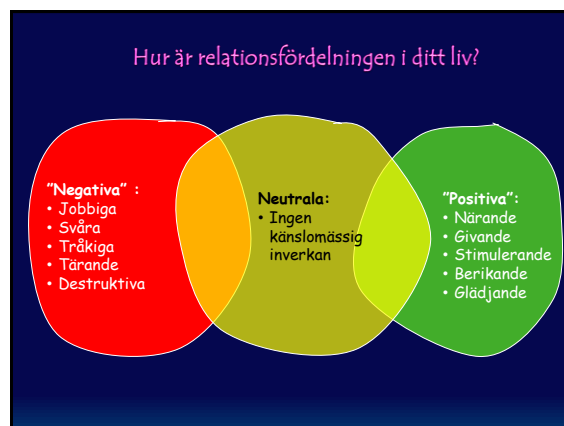 Hur är relationsfördelningen i ditt liv?
”Negativa” :
• Jobbiga
• Svåra
• Tråkiga
• Tärande
• Destruktiva
Neutrala:
• Ingen
känslomässig
inverkan
”Positiva”:
• Närande
• Givande
• Stimulerande
• Berikande
• Glädjande